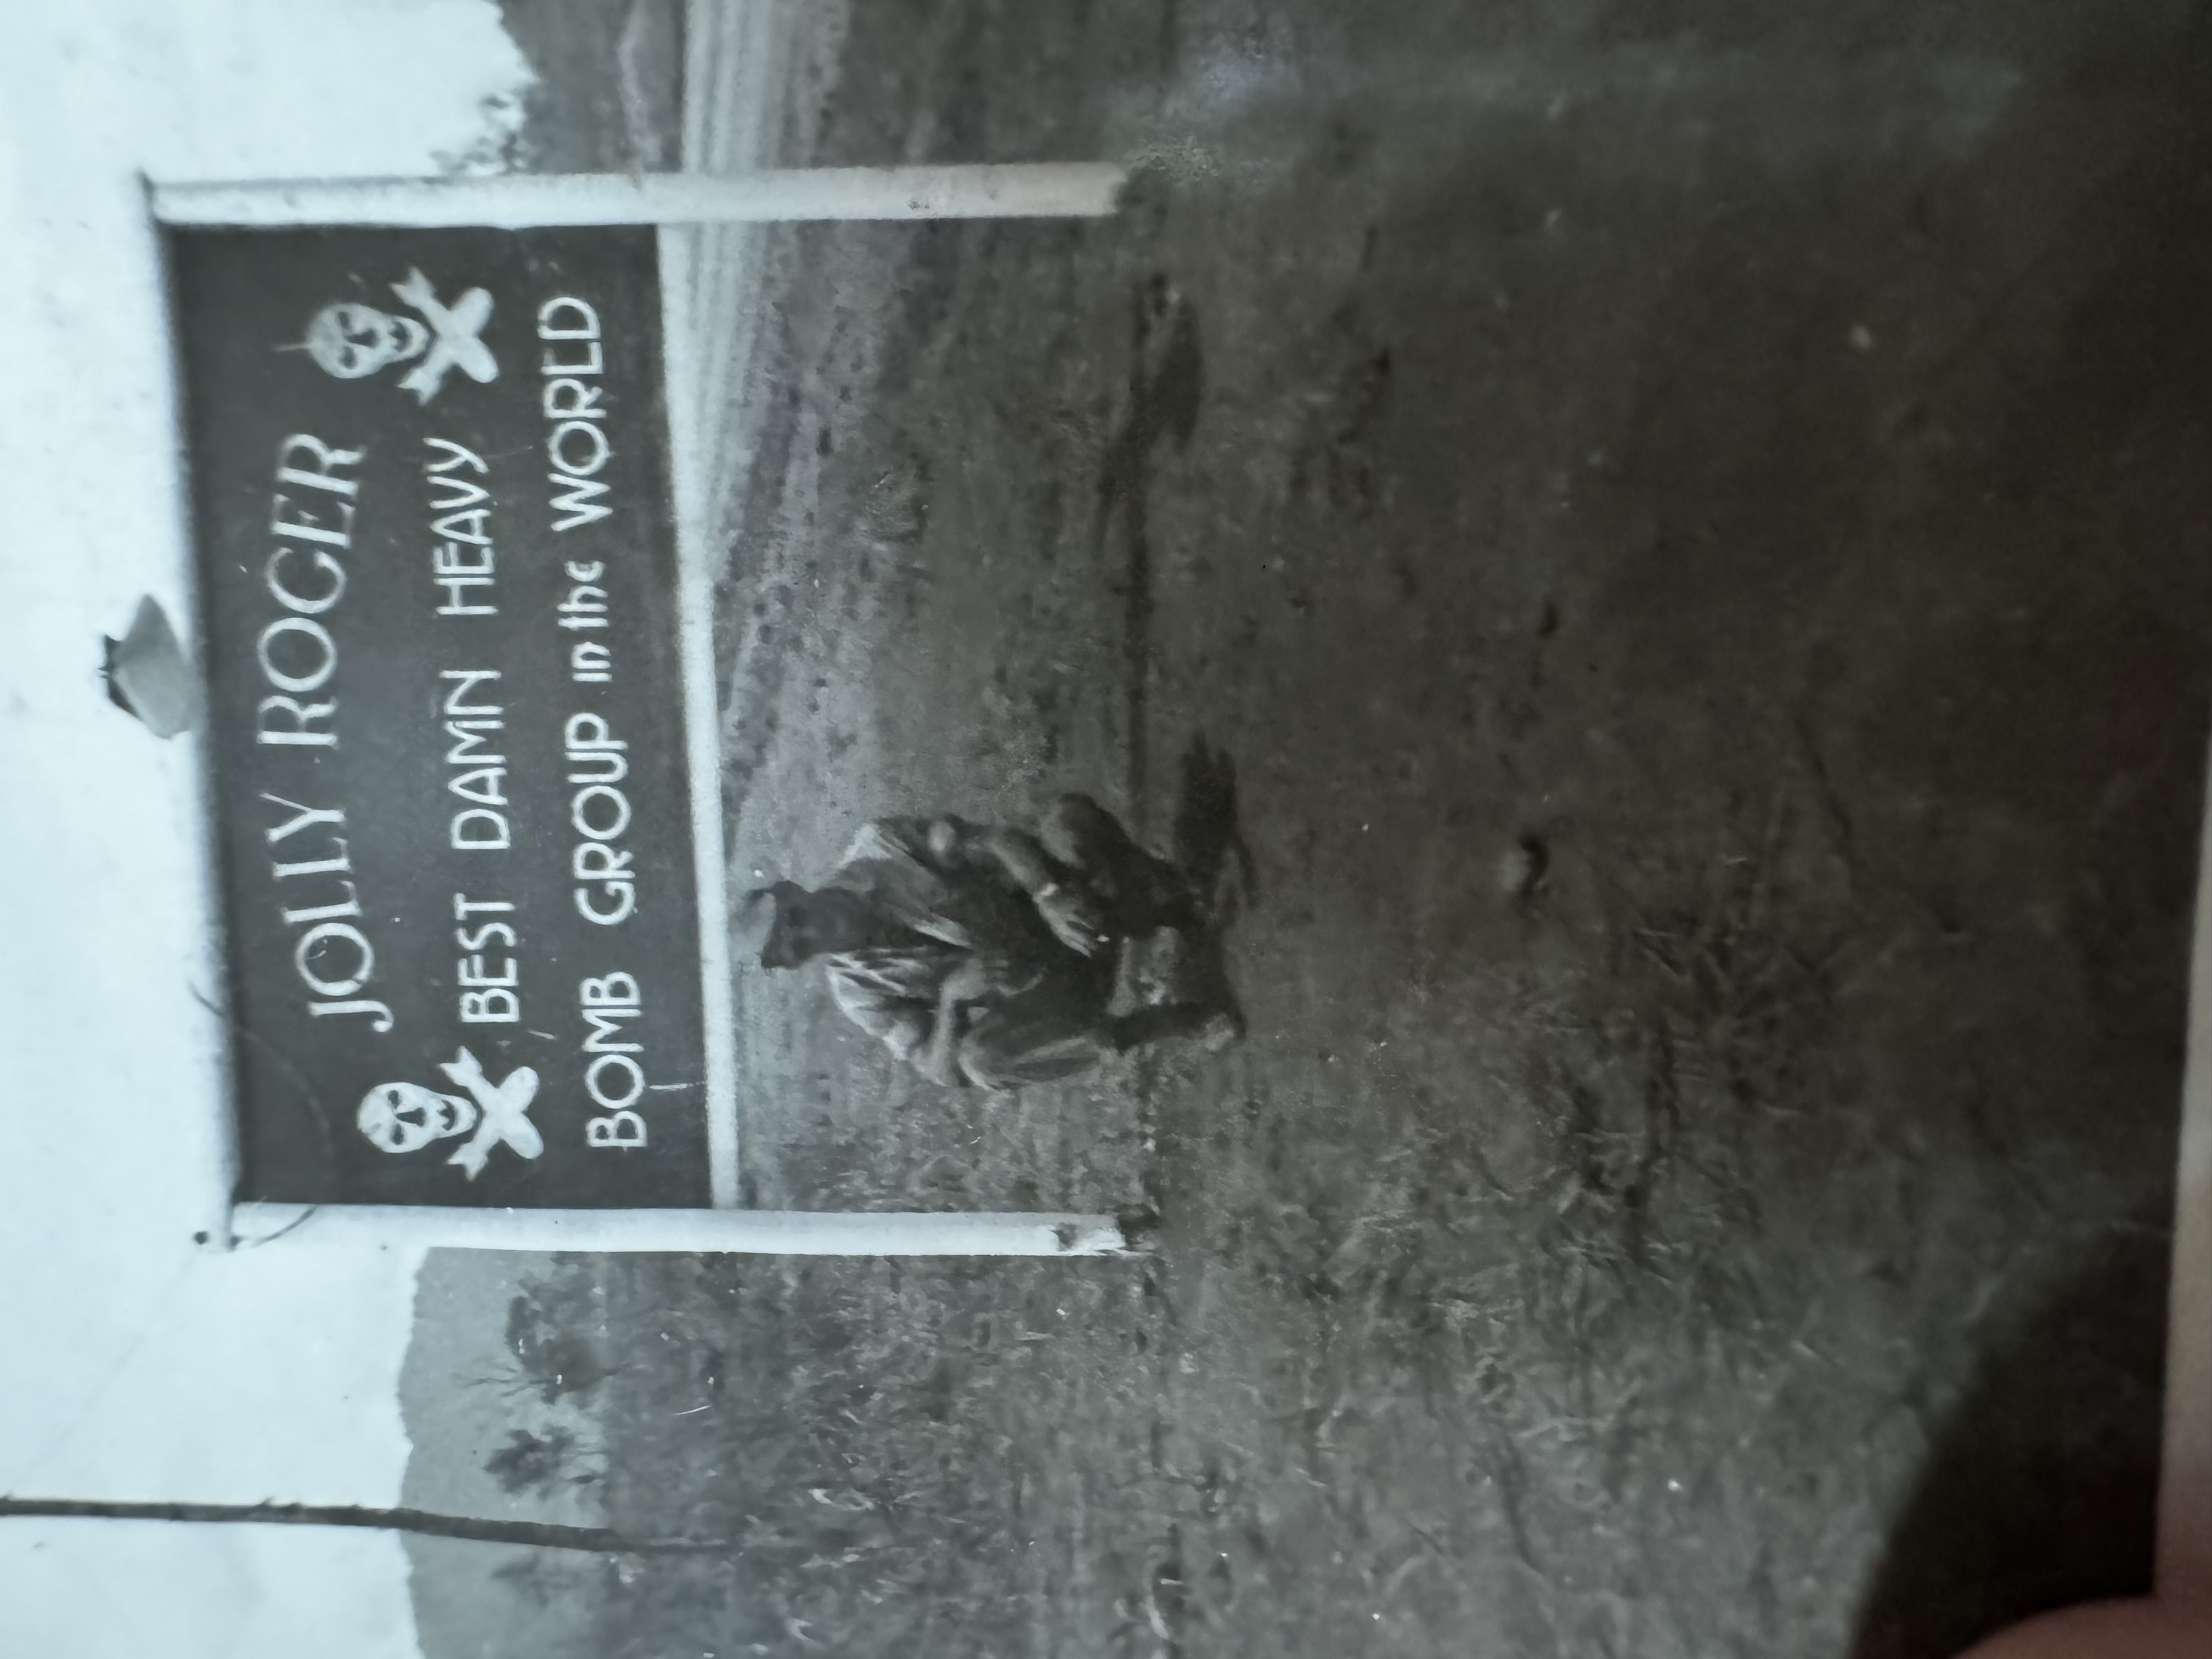 JOLLY ROGER
BEST DAMN HEAVY
BOMB GROUP in the WORLD